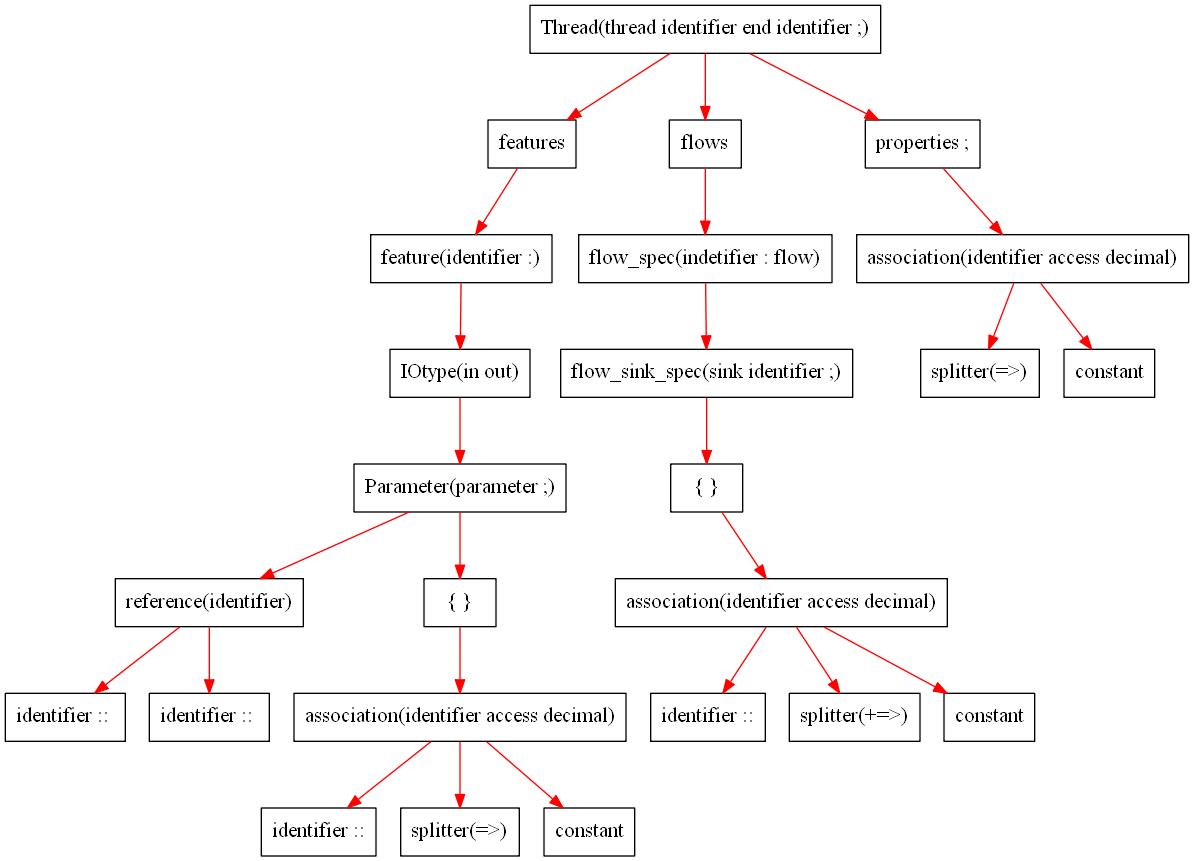 Thread(thread identifier end identifier ;)
features
flows
properties ;
feature(identifier :)
flow_spec(indetifier : flow)
association(identifier access decimal)
IOtype(in out)
flow_sink_spec(sink identifier ;)
splitter(=>)
constant
Parameter(parameter ;)
{ }
reference(identifier)
{ }
association(identifier access decimal)
identifier ::
identifier ::
association(identifier access decimal)
identifier ::
splitter(+=>)
constant
identifier ::
splitter(=>)
constant